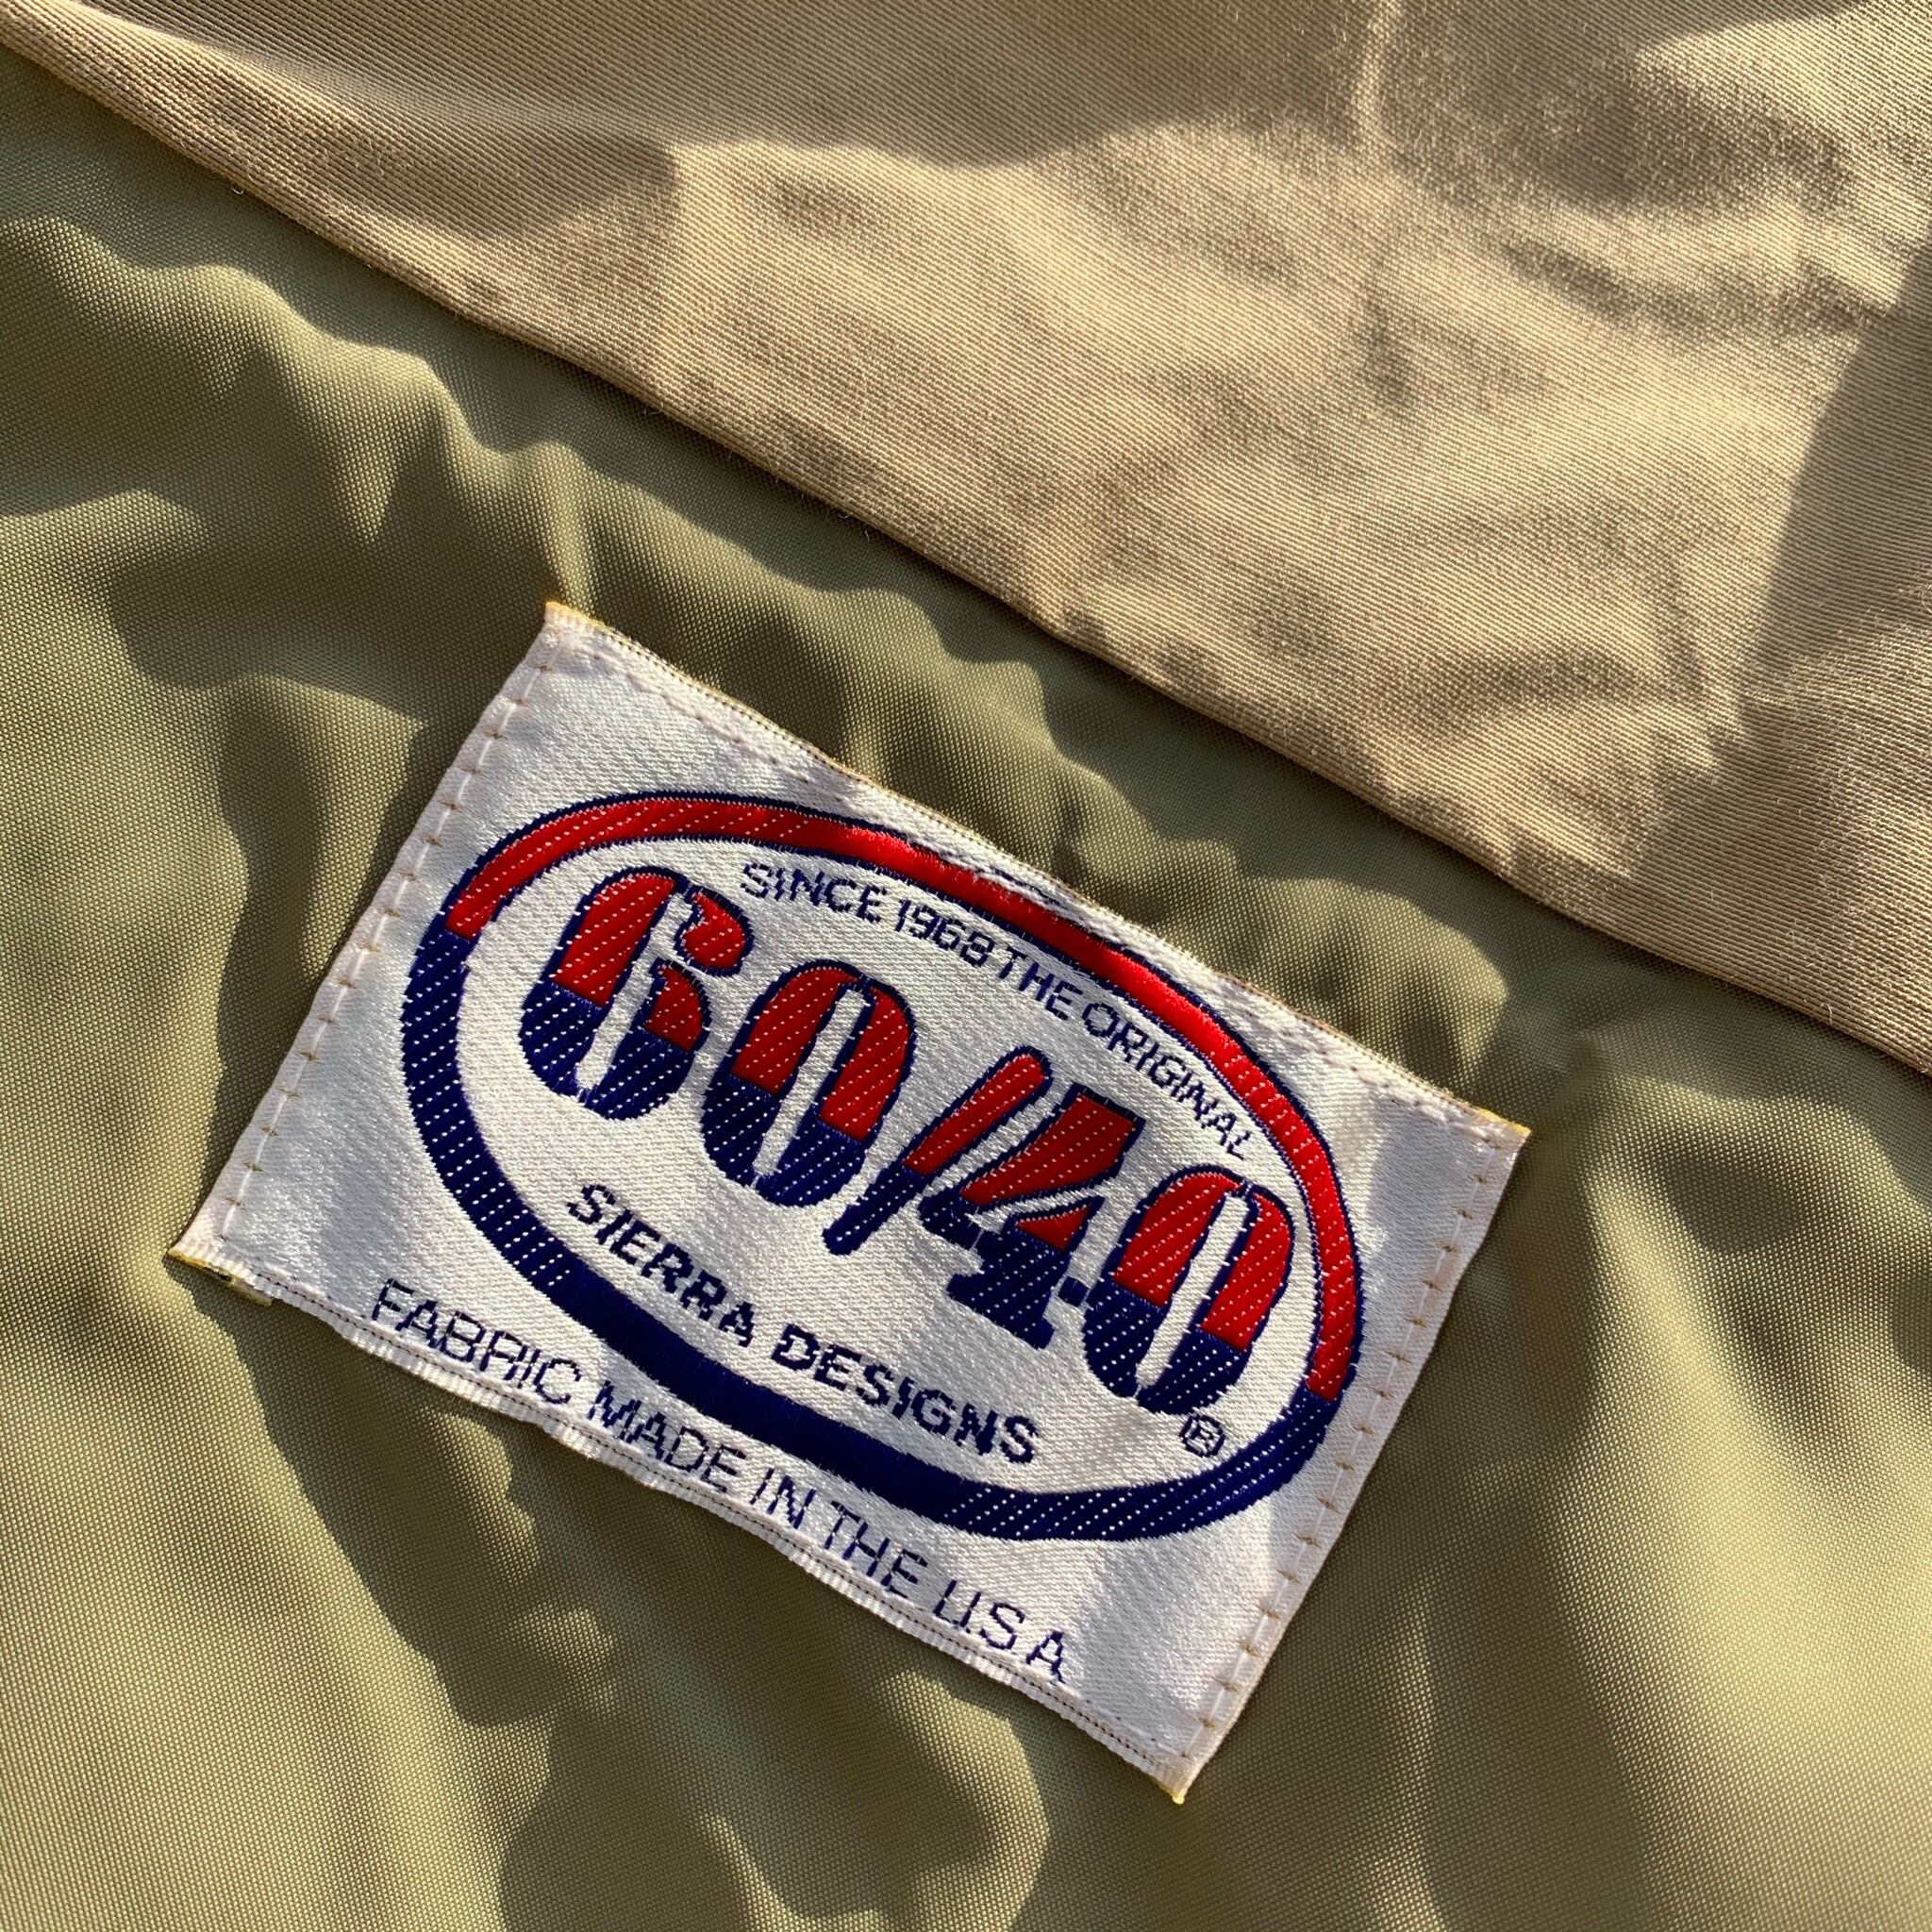 SINCE 1968 THE ORIGINAL
60/40
®
SIERRA DESIGNS
FABRIC MADE IN THE U.S.A